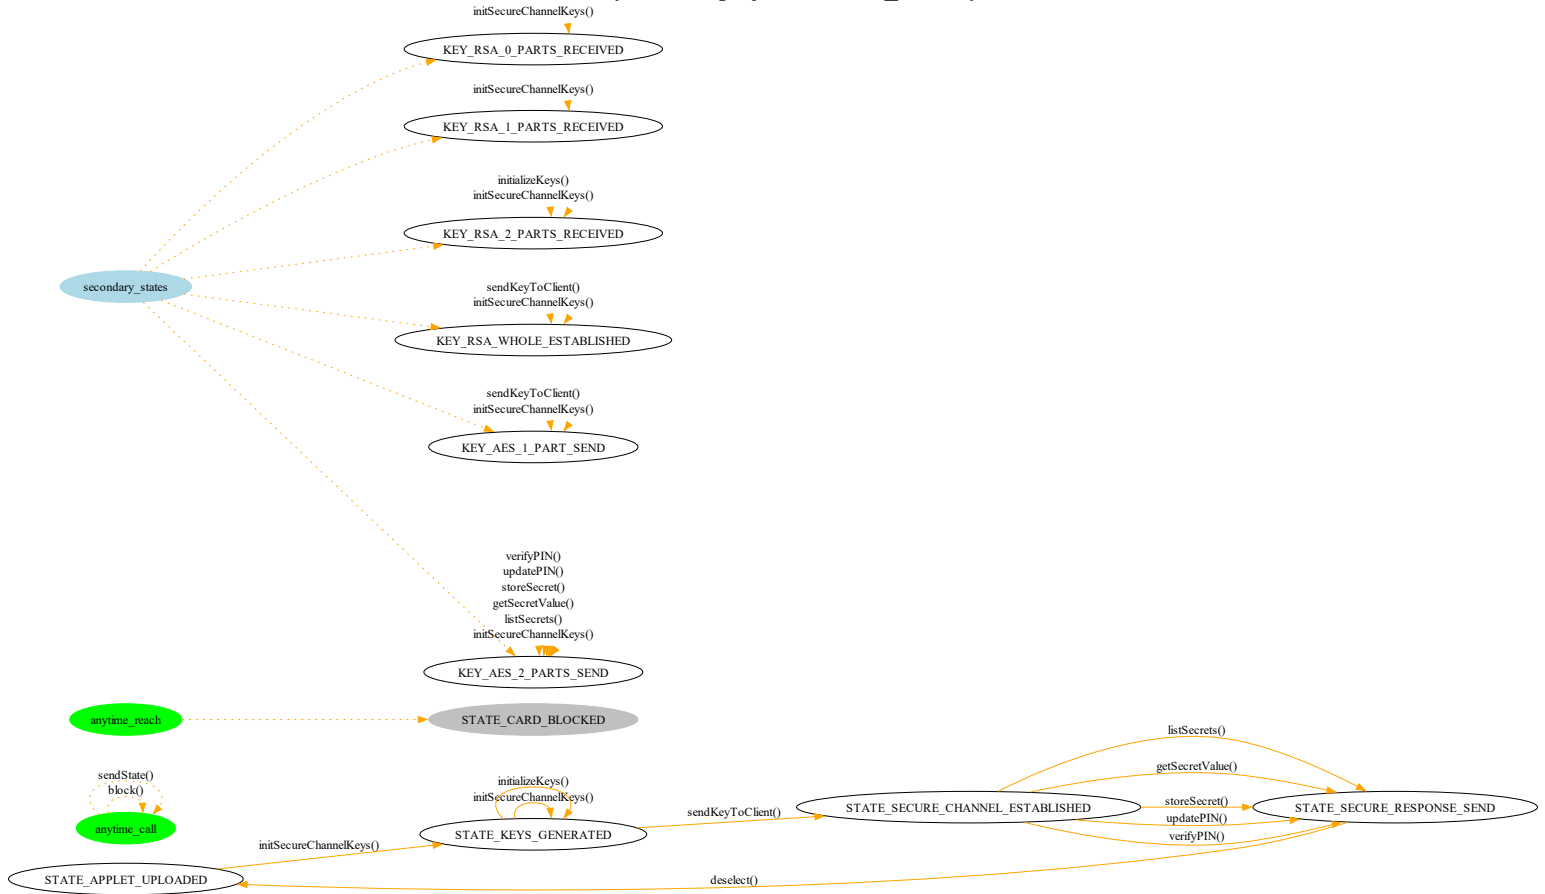 initSecureChannelKeys()
KEY_RSA_0_PARTS_RECEIVED
initSecureChannelKeys()
KEY_RSA_1_PARTS_RECEIVED
initializeKeys()
initSecureChannelKeys()
KEY_RSA_2_PARTS_RECEIVED
secondary_states
sendKeyToClient()
initSecureChannelKeys()
KEY_RSA_WHOLE_ESTABLISHED
sendKeyToClient()
initSecureChannelKeys()
KEY_AES_1_PART_SEND
verifyPIN()
updatePIN()
storeSecret()
getSecretValue()
listSecrets()
initSecureChannelKeys()
KEY_AES_2_PARTS_SEND
anytime_reach
STATE_CARD_BLOCKED
listSecrets()
getSecretValue()
sendState()
block()
initializeKeys()
initSecureChannelKeys()
storeSecret()
STATE_SECURE_CHANNEL_ESTABLISHED
STATE_SECURE_RESPONSE_SEND
sendKeyToClient()
updatePIN()
anytime_call
STATE_KEYS_GENERATED
verifyPIN()
initSecureChannelKeys()
STATE_APPLET_UPLOADED
deselect()